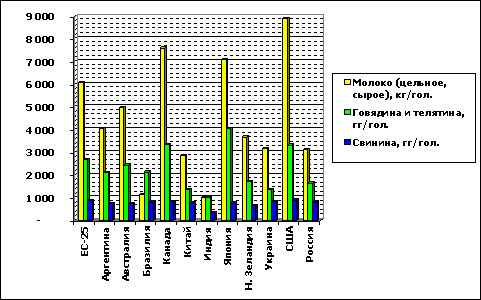 9 000
8 000
7 000
6 000
5 000
4 000
3 000
2 000
1 000
-
ЕС-25
Аргентина
Австралия
Бразилия
Канада
Китай
Индия
Япония
Н. Зеландия
Украина
США
Россия
Молоко (цельное,
сырое), кг/гол.
Говядина и телятина,
гг/гол.
Свинина, гг/гол.